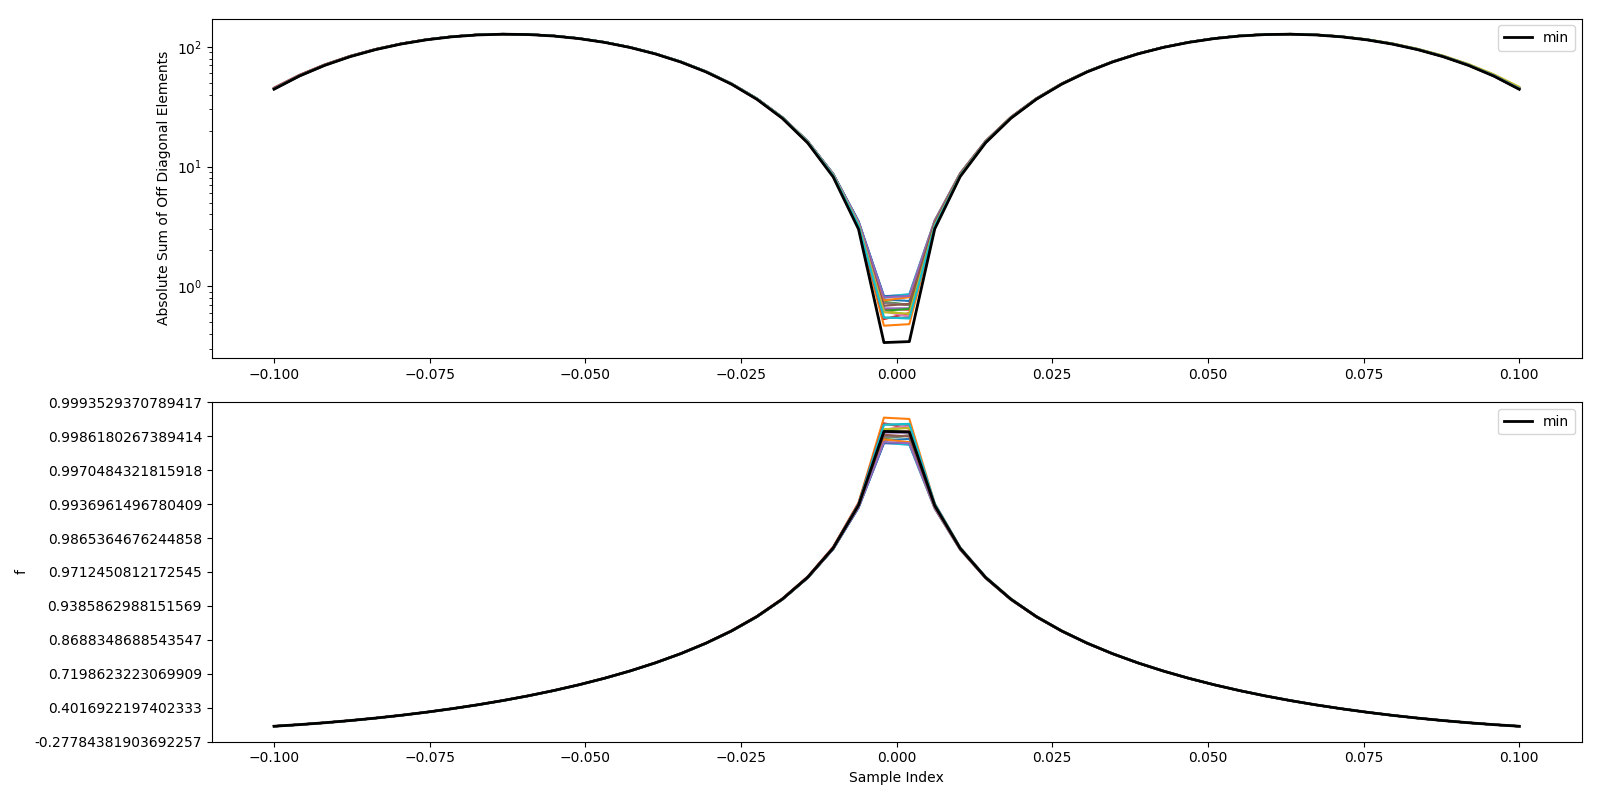 min
Absolute Sum of Off Diagonal Elements
10²
10¹
10⁰
−0.100 −0.075 −0.050 −0.025 0.000 0.025 0.050 0.075 0.100
min
f
0.9993529370789417
0.9986180267389414
0.9970484321815918
0.9936961496780409
0.9865364676244858
0.9712450812172545
0.9385862988151569
0.8688348688543547
0.7198623223069909
0.4016922197402333
-0.27784381903692257
−0.100 −0.075 −0.050 −0.025 0.000 0.025 0.050 0.075 0.100
Sample Index